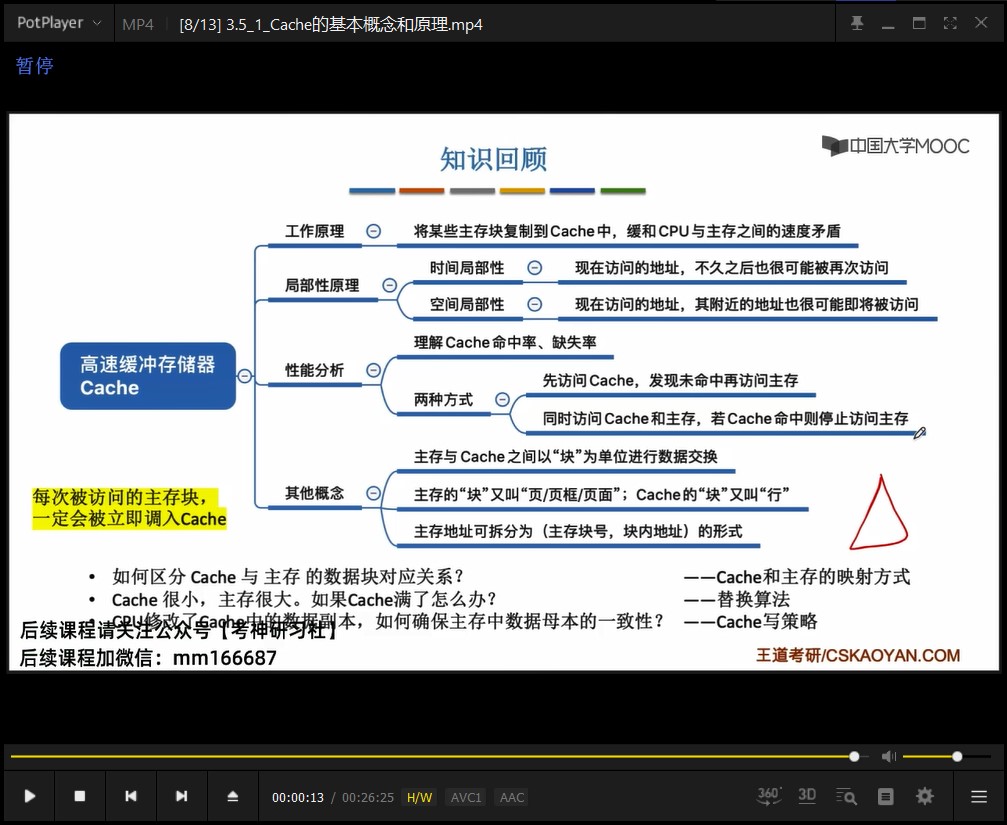 PotPlayer MP4 [8/13] 3.5_1_Cache的基本概念和原理.mp4
暂停
中国大学MOOC
知识回顾
工作原理 将某些主存块复制到Cache中，缓和CPU与主存之间的速度矛盾
局部性原理
时间局部性 现在访问的地址，不久之后也很可能被再次访问
空间局部性 现在访问的地址，其附近的地址也很可能即将被访问
高速缓冲存储器
Cache
性能分析
理解Cache命中率、缺失率
两种方式
先访问Cache，发现未命中再访问主存
同时访问Cache和主存，若Cache命中则停止访问主存
其他概念
主存与Cache之间以“块”为单位进行数据交换
主存的“块”又叫“页/页框/页面”；Cache的“块”又叫“行”
主存地址可拆分为（主存块号，块内地址）的形式
每次被访问的主存块，
一定会被立即调入Cache
• 如何区分 Cache 与 主存 的数据块对应关系？ ——Cache和主存的映射方式
• Cache 很小，主存很大。如果Cache满了怎么办？ ——替换算法
• CPU修改了Cache中的数据副本，如何确保主存中数据母本的一致性？ ——Cache写策略
后续课程请关注公众号【考神研习社】
后续课程加微信：mm166687
王道考研/CSKAOYAN.COM
00:00:13 / 00:26:25 H/W AVC1 AAC
360° 3D